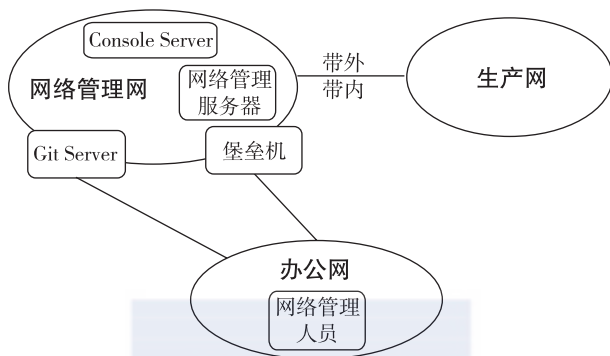 Console Server
网络管理网
网络管理
服务器
带外
带内
生产网
Git Server
堡垒机
办公网
网络管理
人员